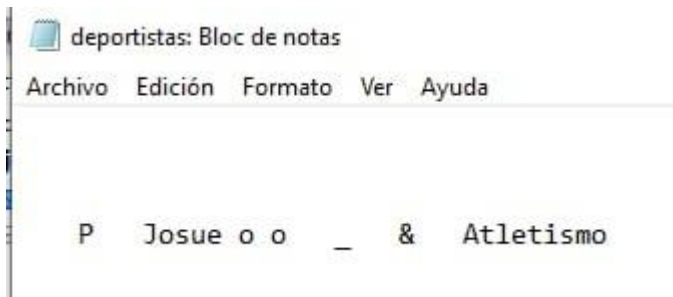 deportistas: Bloc de notas
Archivo Edición Formato Ver Ayuda
P Josue o o _ & Atletismo